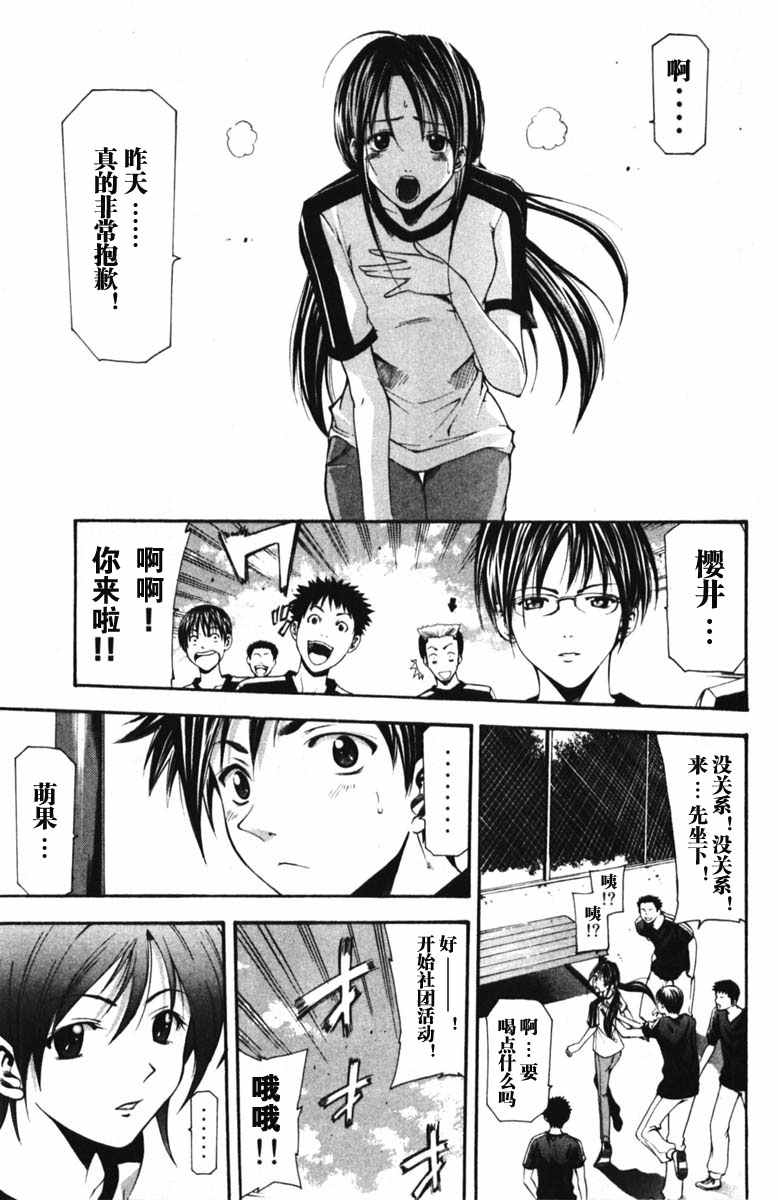 啊……
昨天……
真的非常抱歉！
樱井…
啊啊！
你来啦!!
没关系！没关系！
来…先坐下！
咦!?
咦!?
啊…要
喝点什么吗
………
萌果…
好——！
开始社团活动！
哦哦!!
……